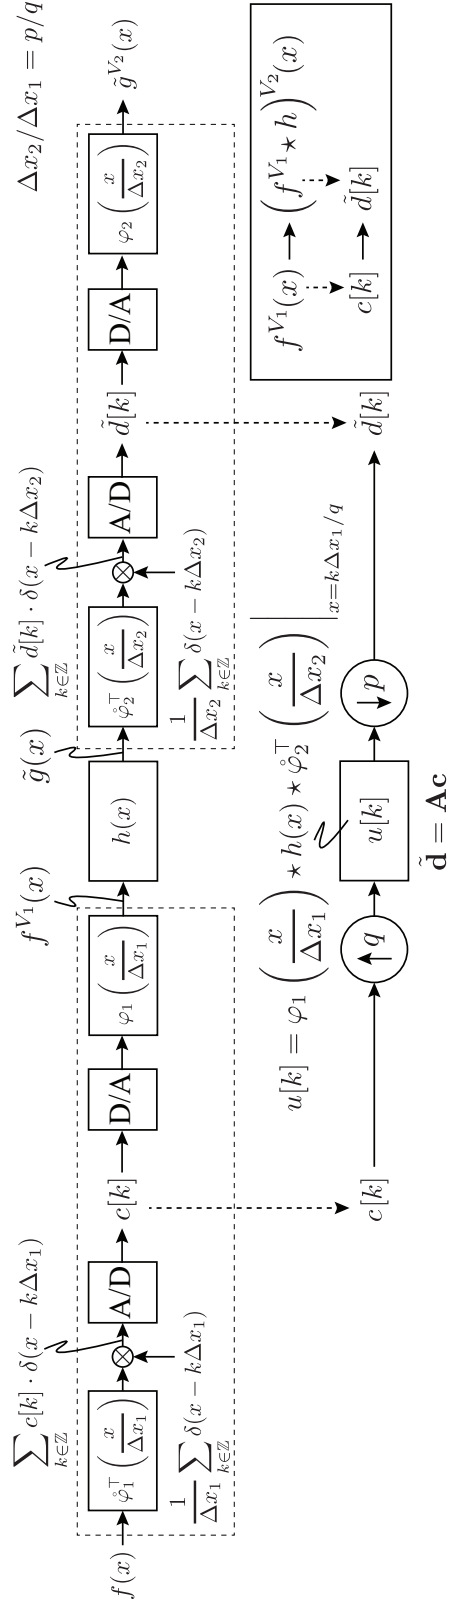 Δx₂/Δx₁ = p/q
∑_{k∈ℤ} c[k] · δ(x − kΔx₁)
f^{V₁}(x)
g̃(x)
∑_{k∈ℤ} d̃[k] · δ(x − kΔx₂)
f(x)
φ̊₁^⊤ (x/Δx₁)
⊗
A/D
c[k]
D/A
φ₁ (x/Δx₁)
h(x)
φ̊₂^⊤ (x/Δx₂)
⊗
A/D
d̃[k]
D/A
φ₂ (x/Δx₂)
g̃^{V₂}(x)
1/Δx₁ ∑_{k∈ℤ} δ(x − kΔx₁)
1/Δx₂ ∑_{k∈ℤ} δ(x − kΔx₂)
u[k] = φ₁ (x/Δx₁) ⋆ h(x) ⋆ φ̊₂^⊤ (x/Δx₂) |_{x=kΔx₁/q}
c[k]
↑q
u[k]
↓p
d̃[k]
d̃ = Ac
f^{V₁}(x) → (f^{V₁} ⋆ h)^{V₂}(x)
c[k] → d̃[k]